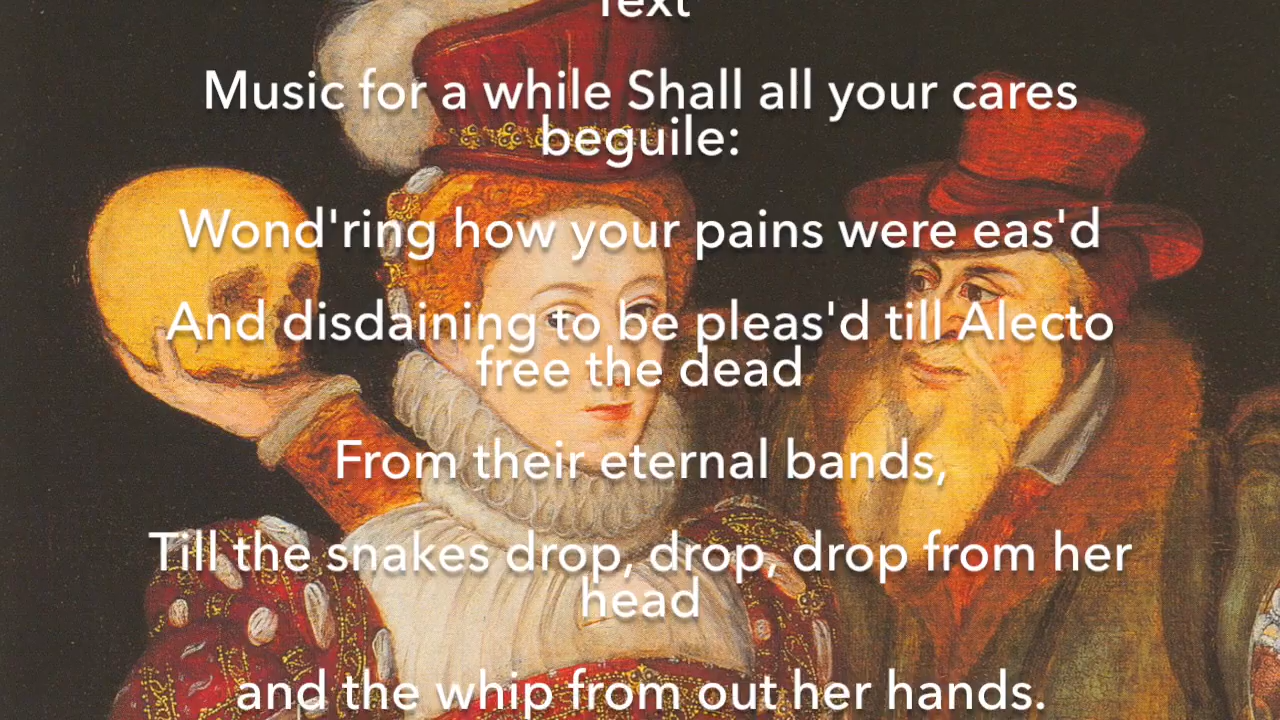 Text
Music for a while Shall all your cares
beguile:
Wond'ring how your pains were eas'd
And disdaining to be pleas'd till Alecto
free the dead
From their eternal bands,
Till the snakes drop, drop, drop from her
head
and the whip from out her hands.